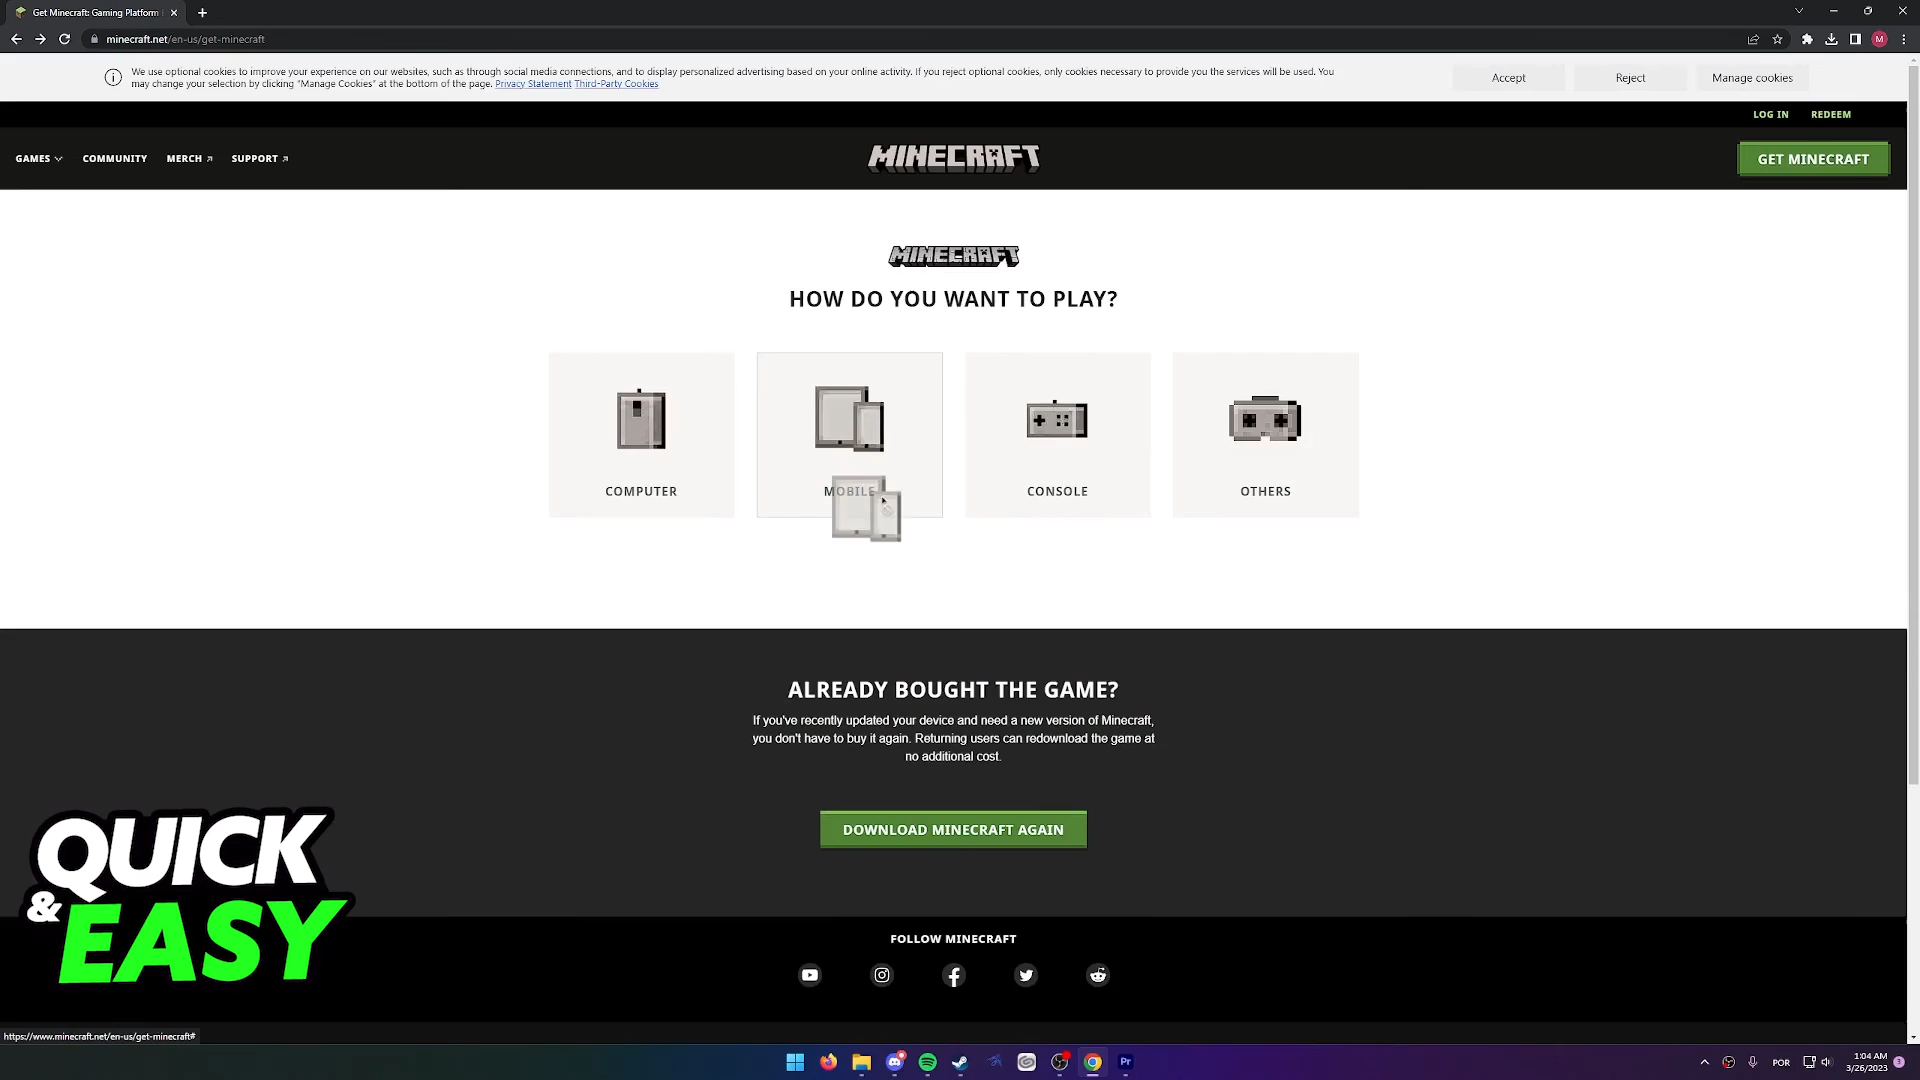 Get Minecraft: Gaming Platform
minecraft.net/en-us/get-minecraft
M
We use optional cookies to improve your experience on our websites, such as through social media connections, and to display personalized advertising based on your online activity. If you reject optional cookies, only cookies necessary to provide you the services will be used. You
may change your selection by clicking "Manage Cookies" at the bottom of the page. Privacy Statement Third-Party Cookies
Accept
Reject
Manage cookies
LOG IN
REDEEM
GAMES
COMMUNITY
MERCH
SUPPORT
MINECRAFT
GET MINECRAFT
MINECRAFT
HOW DO YOU WANT TO PLAY?
COMPUTER
MOBILE
CONSOLE
OTHERS
ALREADY BOUGHT THE GAME?
If you've recently updated your device and need a new version of Minecraft,
you don't have to buy it again. Returning users can redownload the game at
no additional cost.
DOWNLOAD MINECRAFT AGAIN
QUICK
& EASY
FOLLOW MINECRAFT
https://www.minecraft.net/en-us/get-minecraft#
Pr
POR
1:04 AM
3/26/2023
3